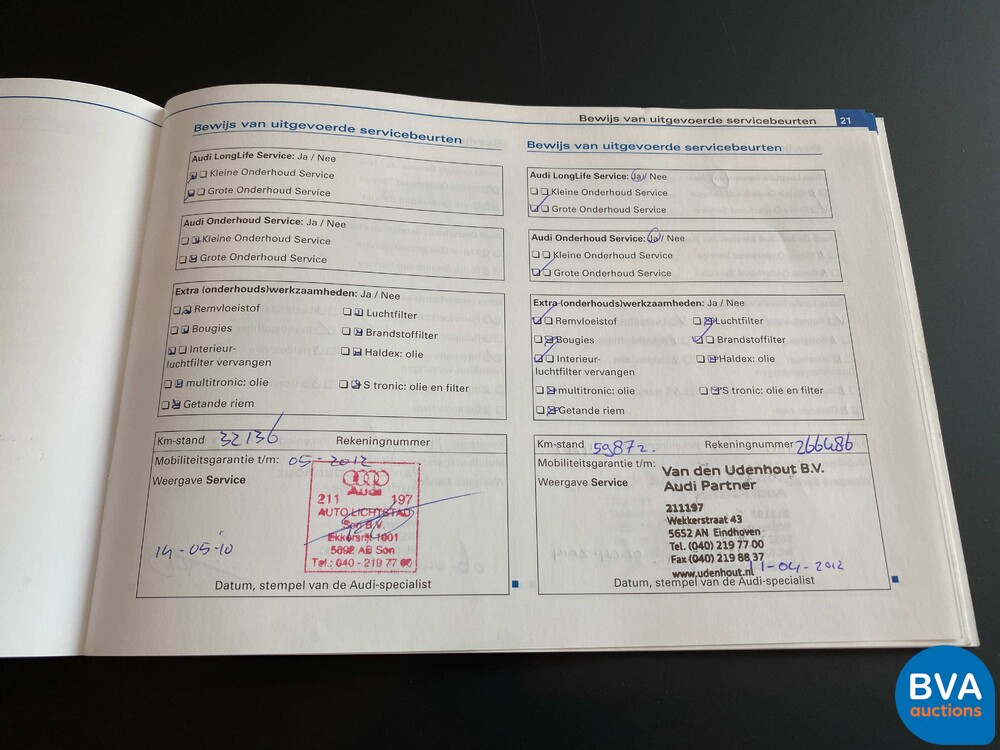 Bewijs van uitgevoerde servicebeurten 21
Bewijs van uitgevoerde servicebeurten
Audi LongLife Service: Ja / Nee
Kleine Onderhoud Service
Grote Onderhoud Service
Audi Onderhoud Service: Ja / Nee
Kleine Onderhoud Service
Grote Onderhoud Service
Extra (onderhouds)werkzaamheden: Ja / Nee
Remvloeistof Luchtfilter
Bougies Brandstoffilter
Interieur- Haldex: olie
luchtfilter vervangen
multitronic: olie S tronic: olie en filter
Getande riem
Km-stand 32136 Rekeningnummer
Mobiliteitsgarantie t/m: 05-2012
Weergave Service
Audi
211 197
AUTO LICHTSTAD
Son B.V.
Ekkersrijt 1001
5692 AB Son
Tel.: 040 - 219 77 00
14-05-10
Datum, stempel van de Audi-specialist
Bewijs van uitgevoerde servicebeurten
Audi LongLife Service: Ja / Nee
Kleine Onderhoud Service
Grote Onderhoud Service
Audi Onderhoud Service: Ja / Nee
Kleine Onderhoud Service
Grote Onderhoud Service
Extra (onderhouds)werkzaamheden: Ja / Nee
Remvloeistof Luchtfilter
Bougies Brandstoffilter
Interieur- Haldex: olie
luchtfilter vervangen
multitronic: olie S tronic: olie en filter
Getande riem
Km-stand 59872. Rekeningnummer 266486
Mobiliteitsgarantie t/m:
Weergave Service
Van den Udenhout B.V.
Audi Partner
211197
Wekkerstraat 43
5652 AN Eindhoven
Tel. (040) 219 77 00
Fax (040) 219 88 37
www.udenhout.nl
11-04-2012
Datum, stempel van de Audi-specialist
BVA
auctions